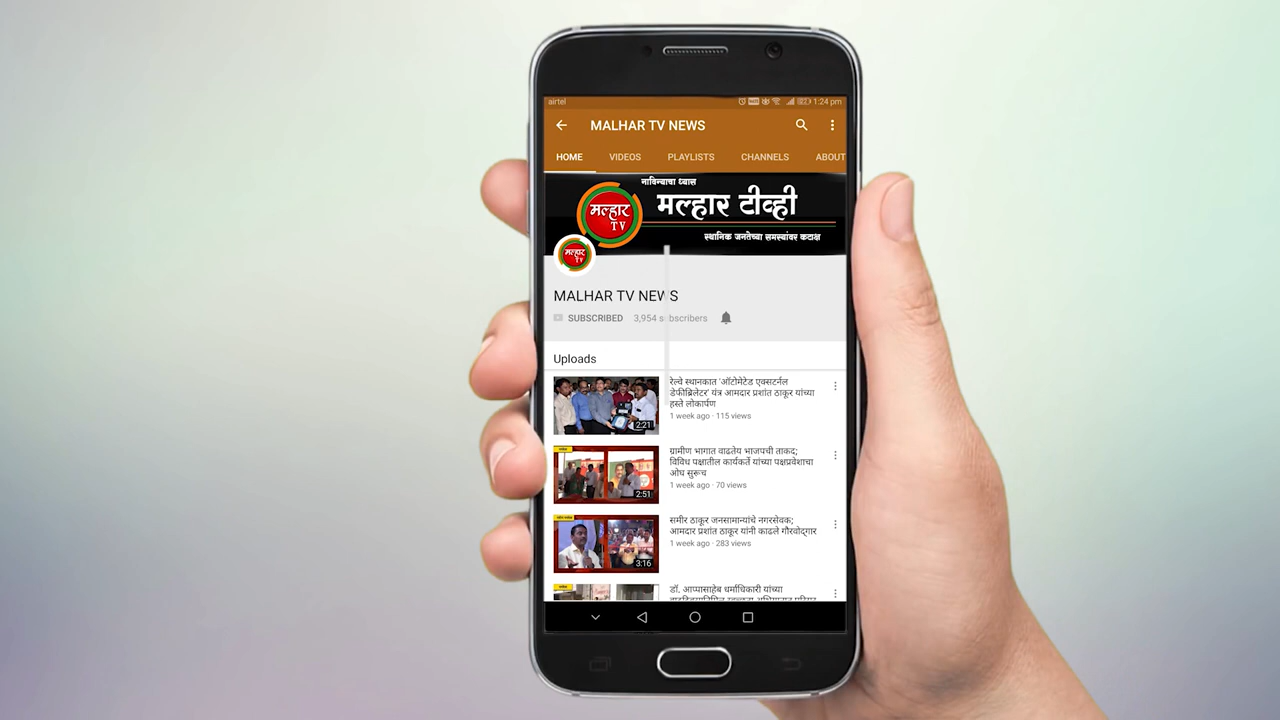 airtel 1:24 pm
MALHAR TV NEWS
HOME VIDEOS PLAYLISTS CHANNELS ABOUT
नाविन्याचा ध्यास
मल्हार टीव्ही
मल्हार
TV
स्थानिक जनतेच्या समस्यांवर कटाक्ष
मल्हार
TV
MALHAR TV NEWS
SUBSCRIBED 3,954 subscribers
Uploads
रेल्वे स्थानकात 'ऑटोमेटेड एक्सटर्नल
डेफीब्रिलेटर' यंत्र आमदार प्रशांत ठाकूर यांच्या
हस्ते लोकार्पण
1 week ago · 115 views
2:21
ग्रामीण भागात वाढतेय भाजपची ताकद;
विविध पक्षातील कार्यकर्ते यांच्या पक्षप्रवेशाचा
ओघ सुरूच
1 week ago · 70 views
2:51
समीर ठाकूर जनसामान्यांचे नगरसेवक;
आमदार प्रशांत ठाकूर यांनी काढले गौरवोद्गार
1 week ago · 283 views
3:16
डॉ. आप्पासाहेब धर्माधिकारी यांच्या